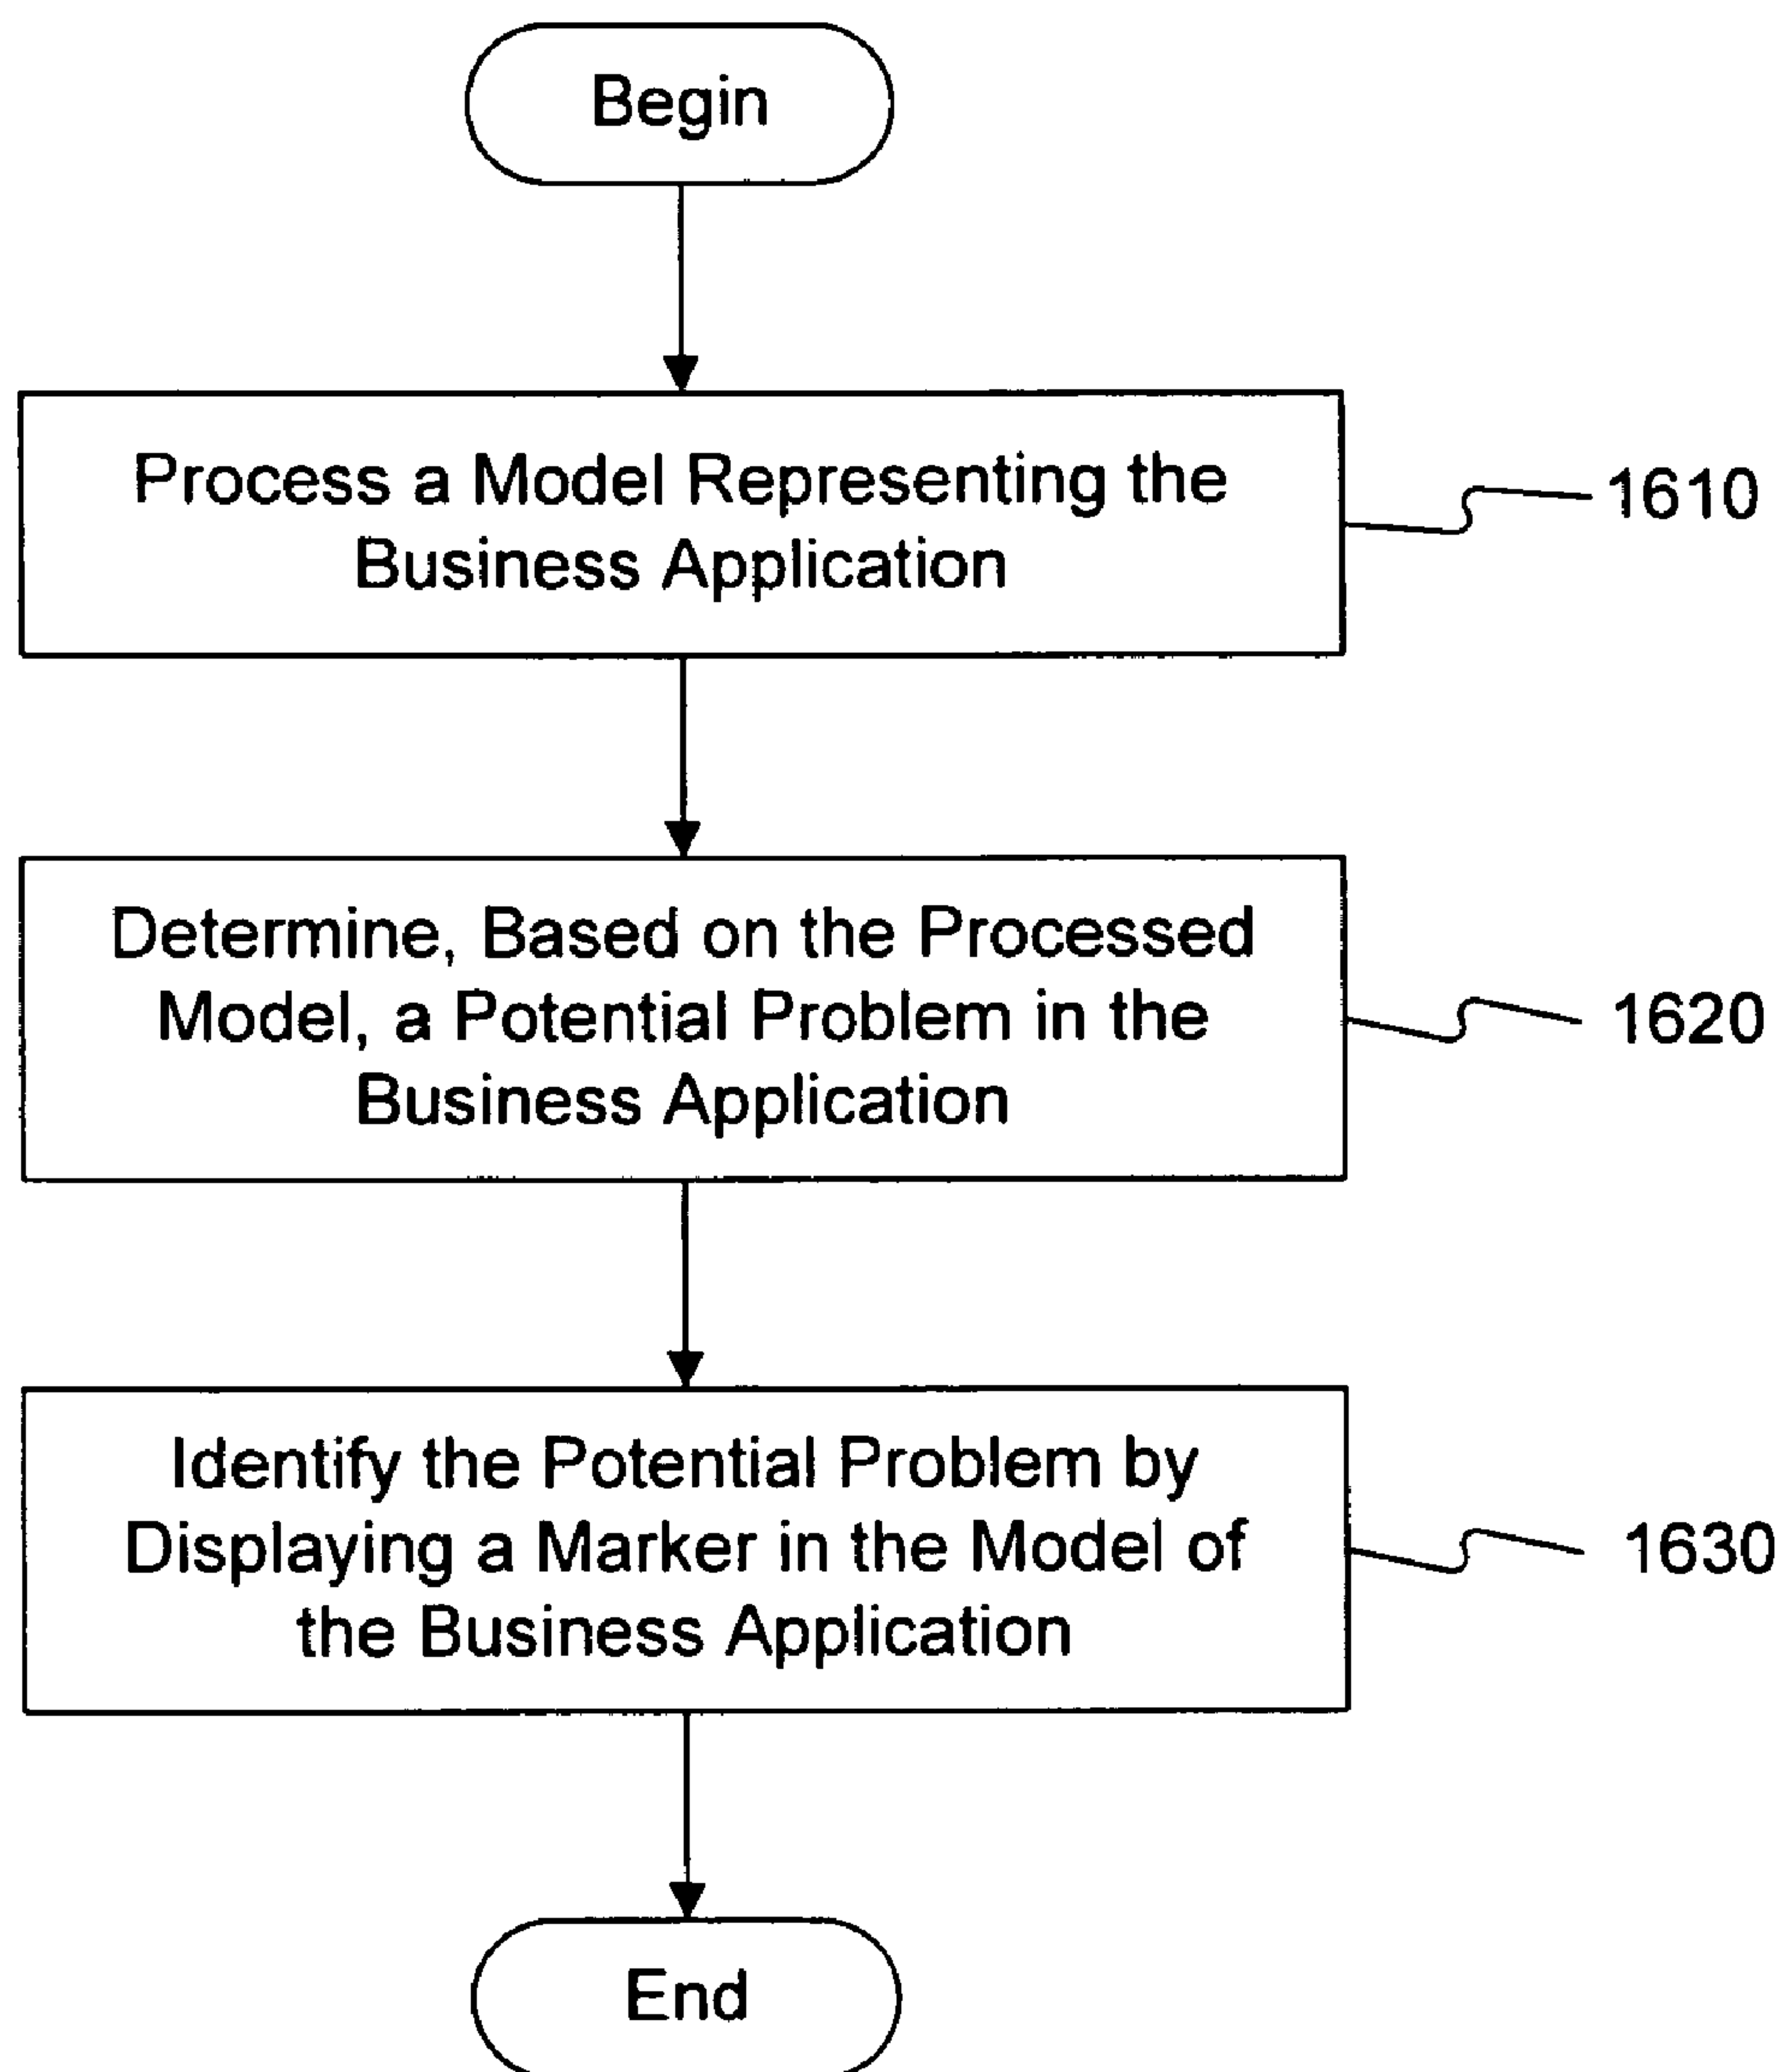 Begin
Process a Model Representing the
Business Application
1610
Determine, Based on the Processed
Model, a Potential Problem in the
Business Application
1620
Identify the Potential Problem by
Displaying a Marker in the Model of
the Business Application
1630
End